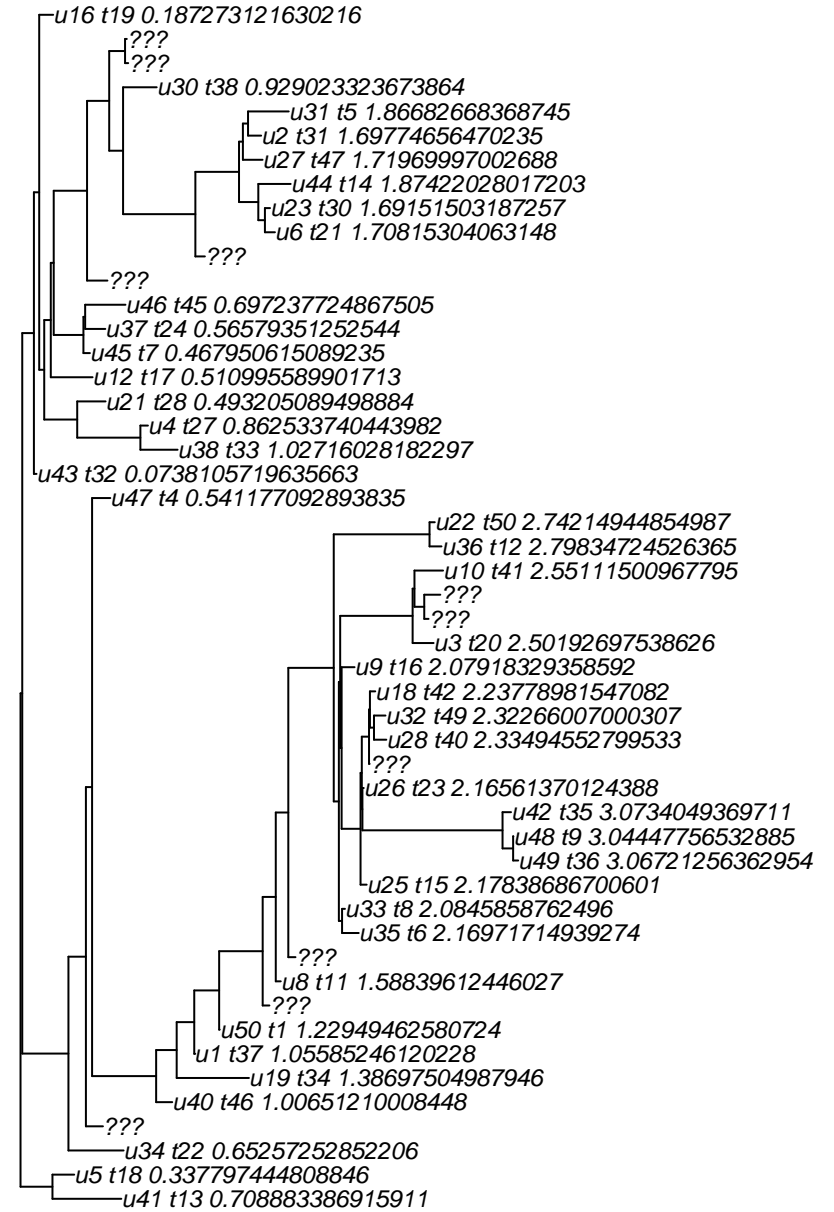 u16 t19 0.187273121630216
???
???
u30 t38 0.929023323673864
u31 t5 1.86682668368745
u2 t31 1.69774656470235
u27 t47 1.71969997002688
u44 t14 1.87422028017203
u23 t30 1.69151503187257
u6 t21 1.70815304063148
???
???
u46 t45 0.697237724867505
u37 t24 0.56579351252544
u45 t7 0.467950615089235
u12 t17 0.510995589901713
u21 t28 0.493205089498884
u4 t27 0.862533740443982
u38 t33 1.02716028182297
u43 t32 0.0738105719635663
u47 t4 0.541177092893835
u22 t50 2.74214944854987
u36 t12 2.79834724526365
u10 t41 2.55111500967795
???
???
u3 t20 2.50192697538626
u9 t16 2.07918329358592
u18 t42 2.23778981547082
u32 t49 2.32266007000307
u28 t40 2.33494552799533
???
u26 t23 2.16561370124388
u42 t35 3.0734049369711
u48 t9 3.04447756532885
u49 t36 3.06721256362954
u25 t15 2.17838686700601
u33 t8 2.0845858762496
u35 t6 2.16971714939274
???
u8 t11 1.58839612446027
???
u50 t1 1.22949462580724
u1 t37 1.05585246120228
u19 t34 1.38697504987946
u40 t46 1.00651210008448
???
u34 t22 0.65257252852206
u5 t18 0.337797444808846
u41 t13 0.708883386915911